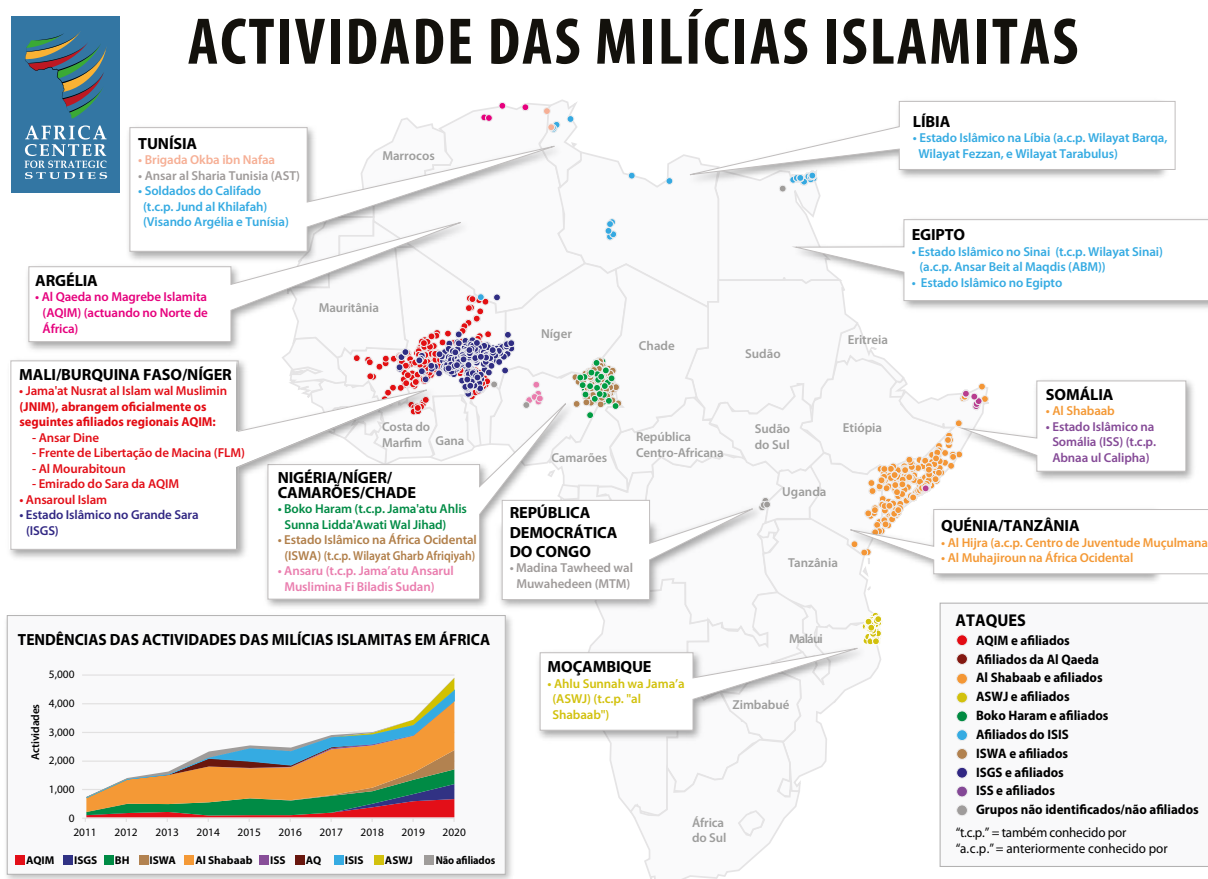 ACTIVIDADE DAS MILÍCIAS ISLAMITAS
AFRICA
CENTER
FOR STRATEGIC
STUDIES
TUNÍSIA
• Brigada Okba ibn Nafaa
• Ansar al Sharia Tunisia (AST)
• Soldados do Califado
(t.c.p. Jund al Khilafah)
(Visando Argélia e Tunísia)
LÍBIA
• Estado Islâmico na Líbia (a.c.p. Wilayat Barqa,
Wilayat Fezzan, e Wilayat Tarabulus)
EGIPTO
• Estado Islâmico no Sinai (t.c.p. Wilayat Sinai)
(a.c.p. Ansar Beit al Maqdis (ABM))
• Estado Islâmico no Egipto
ARGÉLIA
• Al Qaeda no Magrebe Islamita
(AQIM) (actuando no Norte de
África)
MALI/BURQUINA FASO/NÍGER
• Jama'at Nusrat al Islam wal Muslimin
(JNIM), abrangem oficialmente os
seguintes afiliados regionais AQIM:
- Ansar Dine
- Frente de Libertação de Macina (FLM)
- Al Mourabitoun
- Emirado do Sara da AQIM
• Ansaroul Islam
• Estado Islâmico no Grande Sara
(ISGS)
NIGÉRIA/NÍGER/
CAMARÕES/CHADE
• Boko Haram (t.c.p. Jama'atu Ahlis
Sunna Lidda'Awati Wal Jihad)
• Estado Islâmico na África Ocidental
(ISWA) (t.c.p. Wilayat Gharb Afriqiyah)
• Ansaru (t.c.p. Jama'atu Ansarul
Muslimina Fi Biladis Sudan)
REPÚBLICA
DEMOCRÁTICA
DO CONGO
• Madina Tawheed wal
Muwahedeen (MTM)
SOMÁLIA
• Al Shabaab
• Estado Islâmico na
Somália (ISS) (t.c.p.
Abnaa ul Calipha)
QUÉNIA/TANZÂNIA
• Al Hijra (a.c.p. Centro de Juventude Muçulmana
• Al Muhajiroun na África Ocidental
MOÇAMBIQUE
• Ahlu Sunnah wa Jama'a
(ASWJ) (t.c.p. "al
Shabaab")
Marrocos
Mauritânia
Níger
Chade
Sudão
Eritreia
Costa do
Marfim
Gana
Camarões
República
Centro-Africana
Sudão
do Sul
Etiópia
Uganda
Tanzânia
Maláui
Zimbabué
África
do Sul
TENDÊNCIAS DAS ACTIVIDADES DAS MILÍCIAS ISLAMITAS EM ÁFRICA
Actividades
5,000
4,000
3,000
2,000
1,000
0
2011 2012 2013 2014 2015 2016 2017 2018 2019 2020
AQIM ISGS BH ISWA Al Shabaab ISS AQ ISIS ASWJ Não afiliados
ATAQUES
AQIM e afiliados
Afiliados da Al Qaeda
Al Shabaab e afiliados
ASWJ e afiliados
Boko Haram e afiliados
Afiliados do ISIS
ISWA e afiliados
ISGS e afiliados
ISS e afiliados
Grupos não identificados/não afiliados
"t.c.p." = também conhecido por
"a.c.p." = anteriormente conhecido por